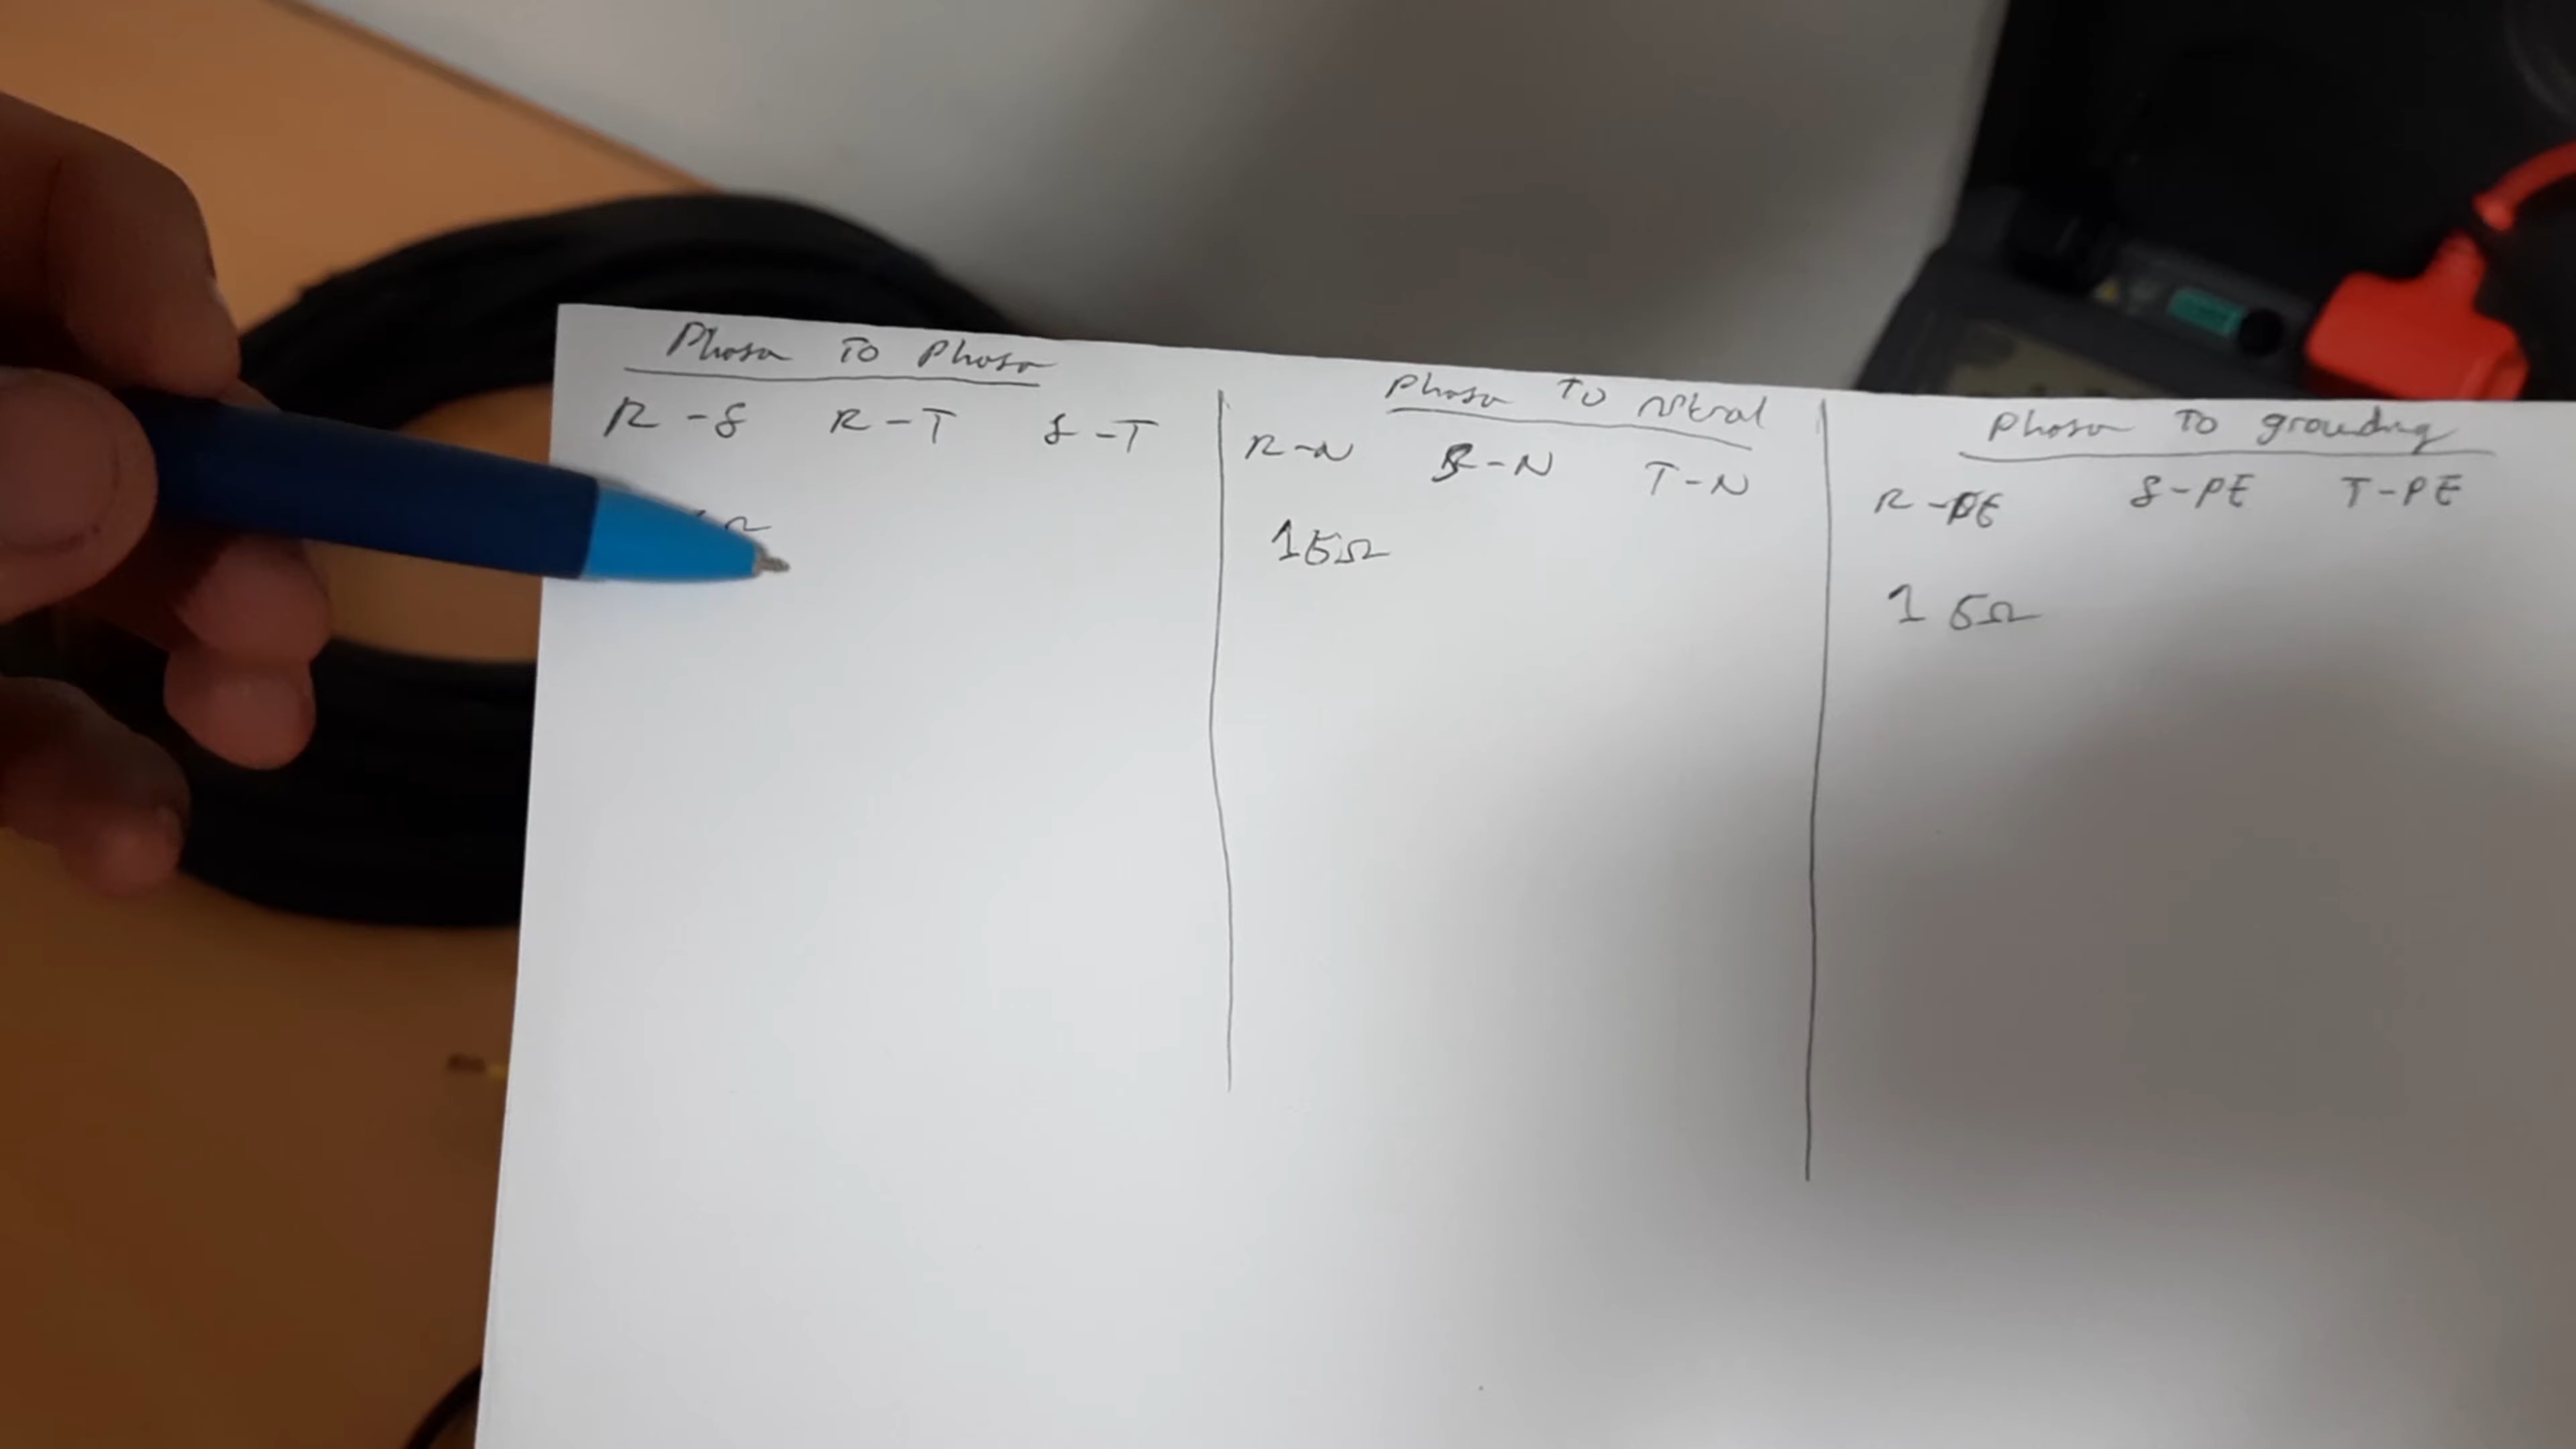 Phasa To Phasa
R-S R-T S-T
Phasa To ntral
R-N S-N T-N
15Ω
Phasa To grounding
R-PE S-PE T-PE
1 5Ω